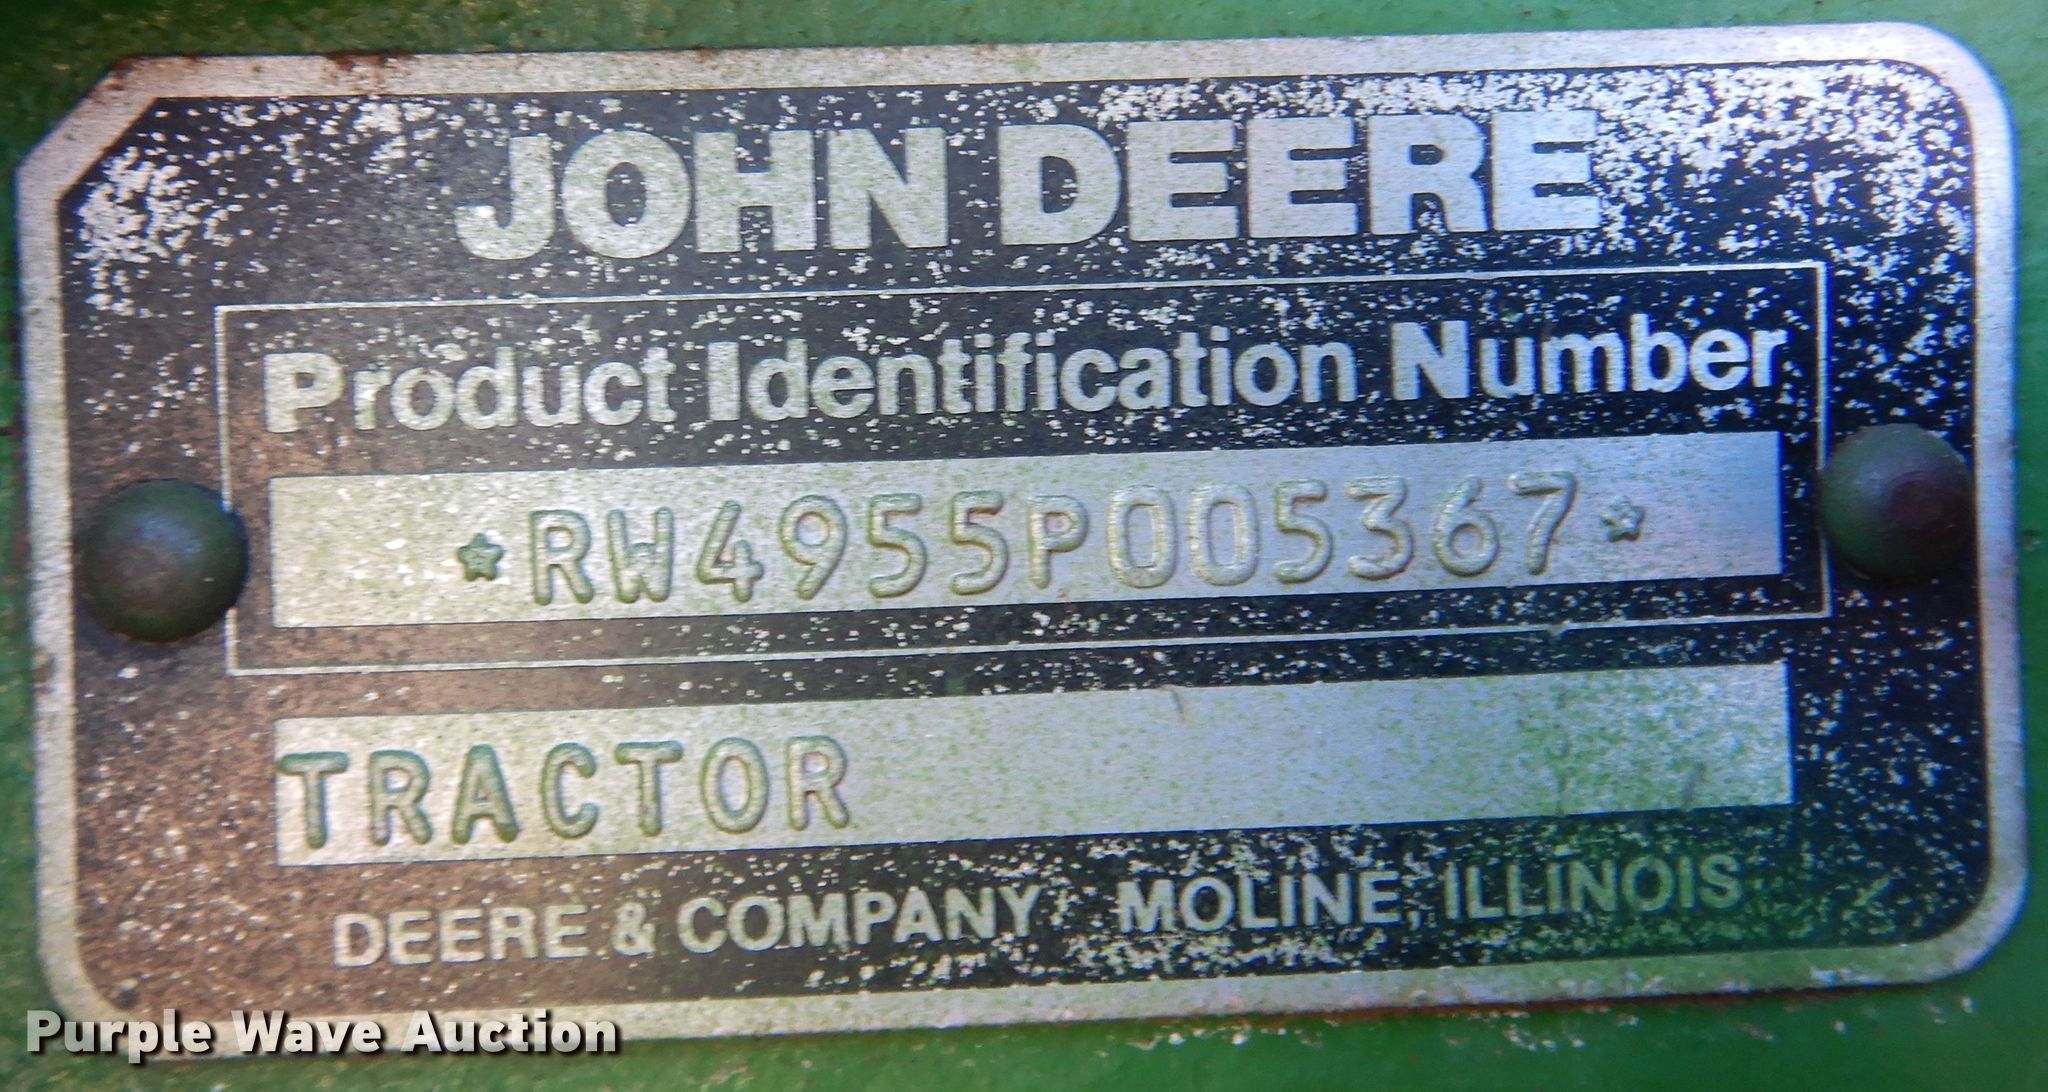 JOHN DEERE
Product Identification Number
*RW4955P005367*
TRACTOR
DEERE & COMPANY MOLINE, ILLINOIS
Purple Wave Auction